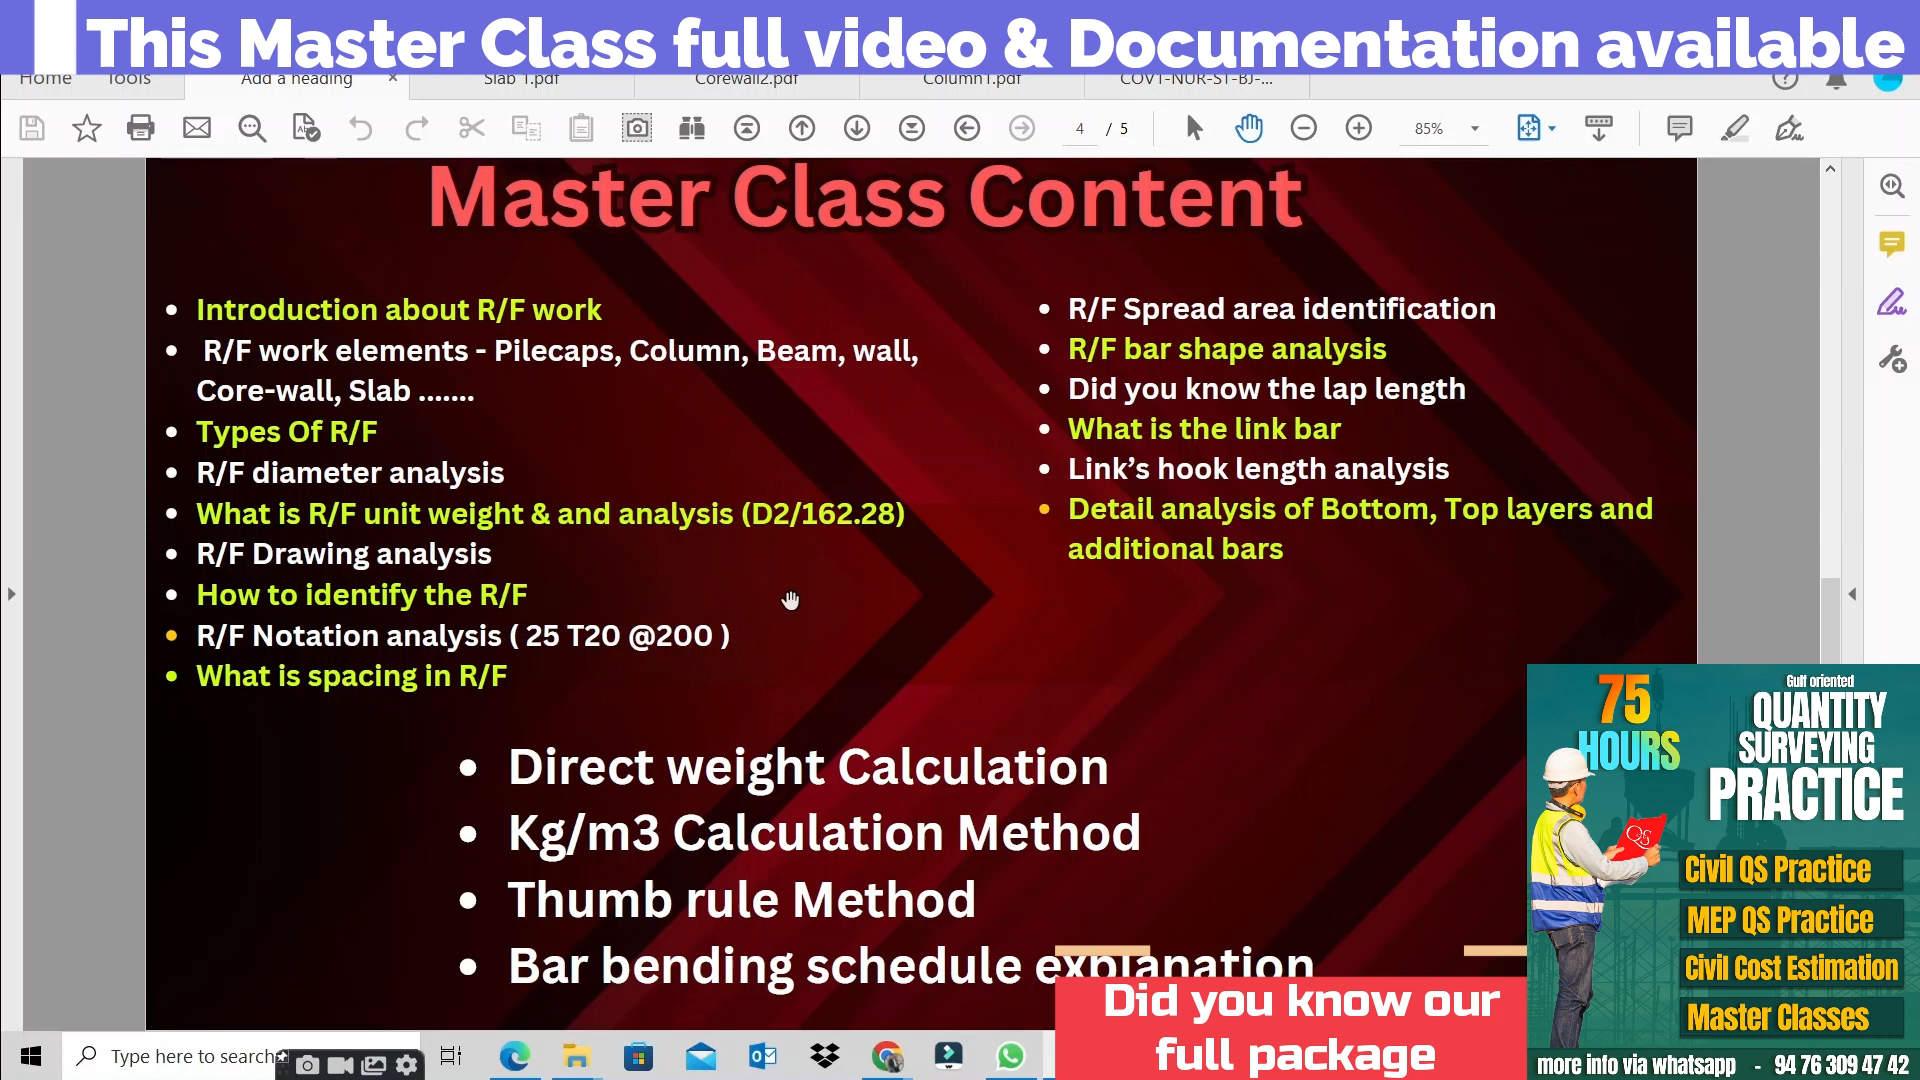 This Master Class full video & Documentation available
Home
Tools
Add a heading
×
Slab 1.pdf
Corewall2.pdf
Column1.pdf
COVT-NUR-ST-BJ-...
4 / 5
85%
Master Class Content
• Introduction about R/F work
• R/F work elements - Pilecaps, Column, Beam, wall,
Core-wall, Slab .......
• Types Of R/F
• R/F diameter analysis
• What is R/F unit weight & and analysis (D2/162.28)
• R/F Drawing analysis
• How to identify the R/F
• R/F Notation analysis ( 25 T20 @200 )
• What is spacing in R/F
• R/F Spread area identification
• R/F bar shape analysis
• Did you know the lap length
• What is the link bar
• Link’s hook length analysis
• Detail analysis of Bottom, Top layers and
additional bars
• Direct weight Calculation
• Kg/m3 Calculation Method
• Thumb rule Method
• Bar bending schedule explanation
75
HOURS
Gulf oriented
QUANTITY
SURVEYING
PRACTICE
QS
Civil QS Practice
MEP QS Practice
Civil Cost Estimation
Master Classes
more info via whatsapp - 94 76 309 47 42
Did you know our
full package
Type here to search